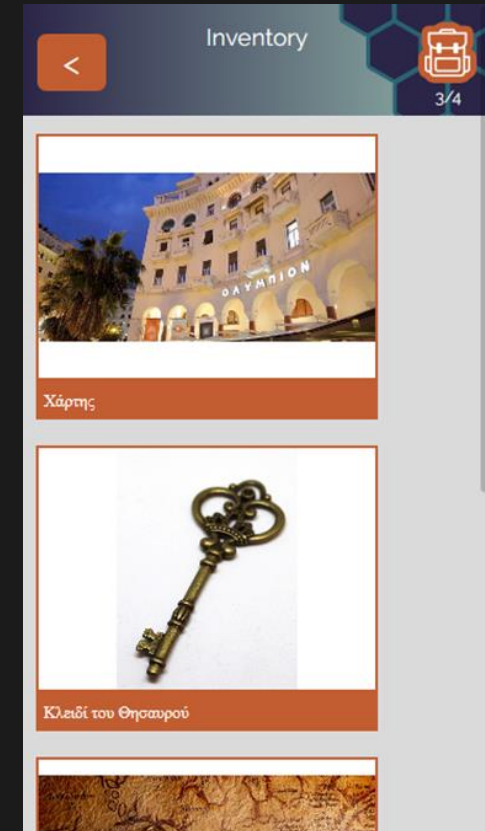 Inventory
<
3/4
ΟΛΥΜΠΙΟΝ
Χάρτης
Κλειδί του Θησαυρού